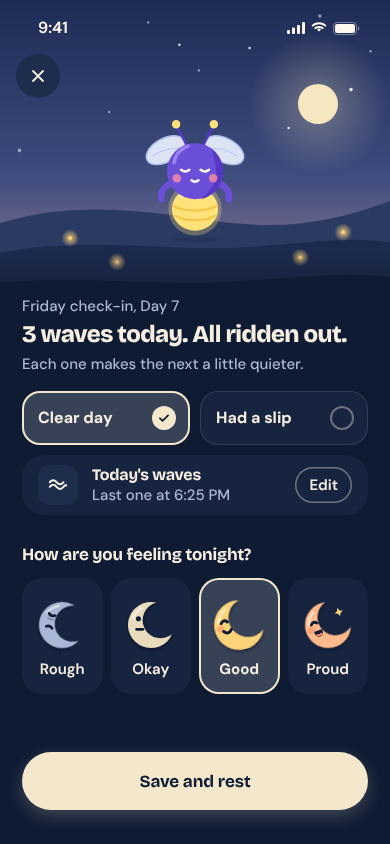 9:41
Friday check-in, Day 7
3 waves today. All ridden out.
Each one makes the next a little quieter.
Clear day
Had a slip
Today's waves
Last one at 6:25 PM
Edit
How are you feeling tonight?
Rough
Okay
Good
Proud
Save and rest